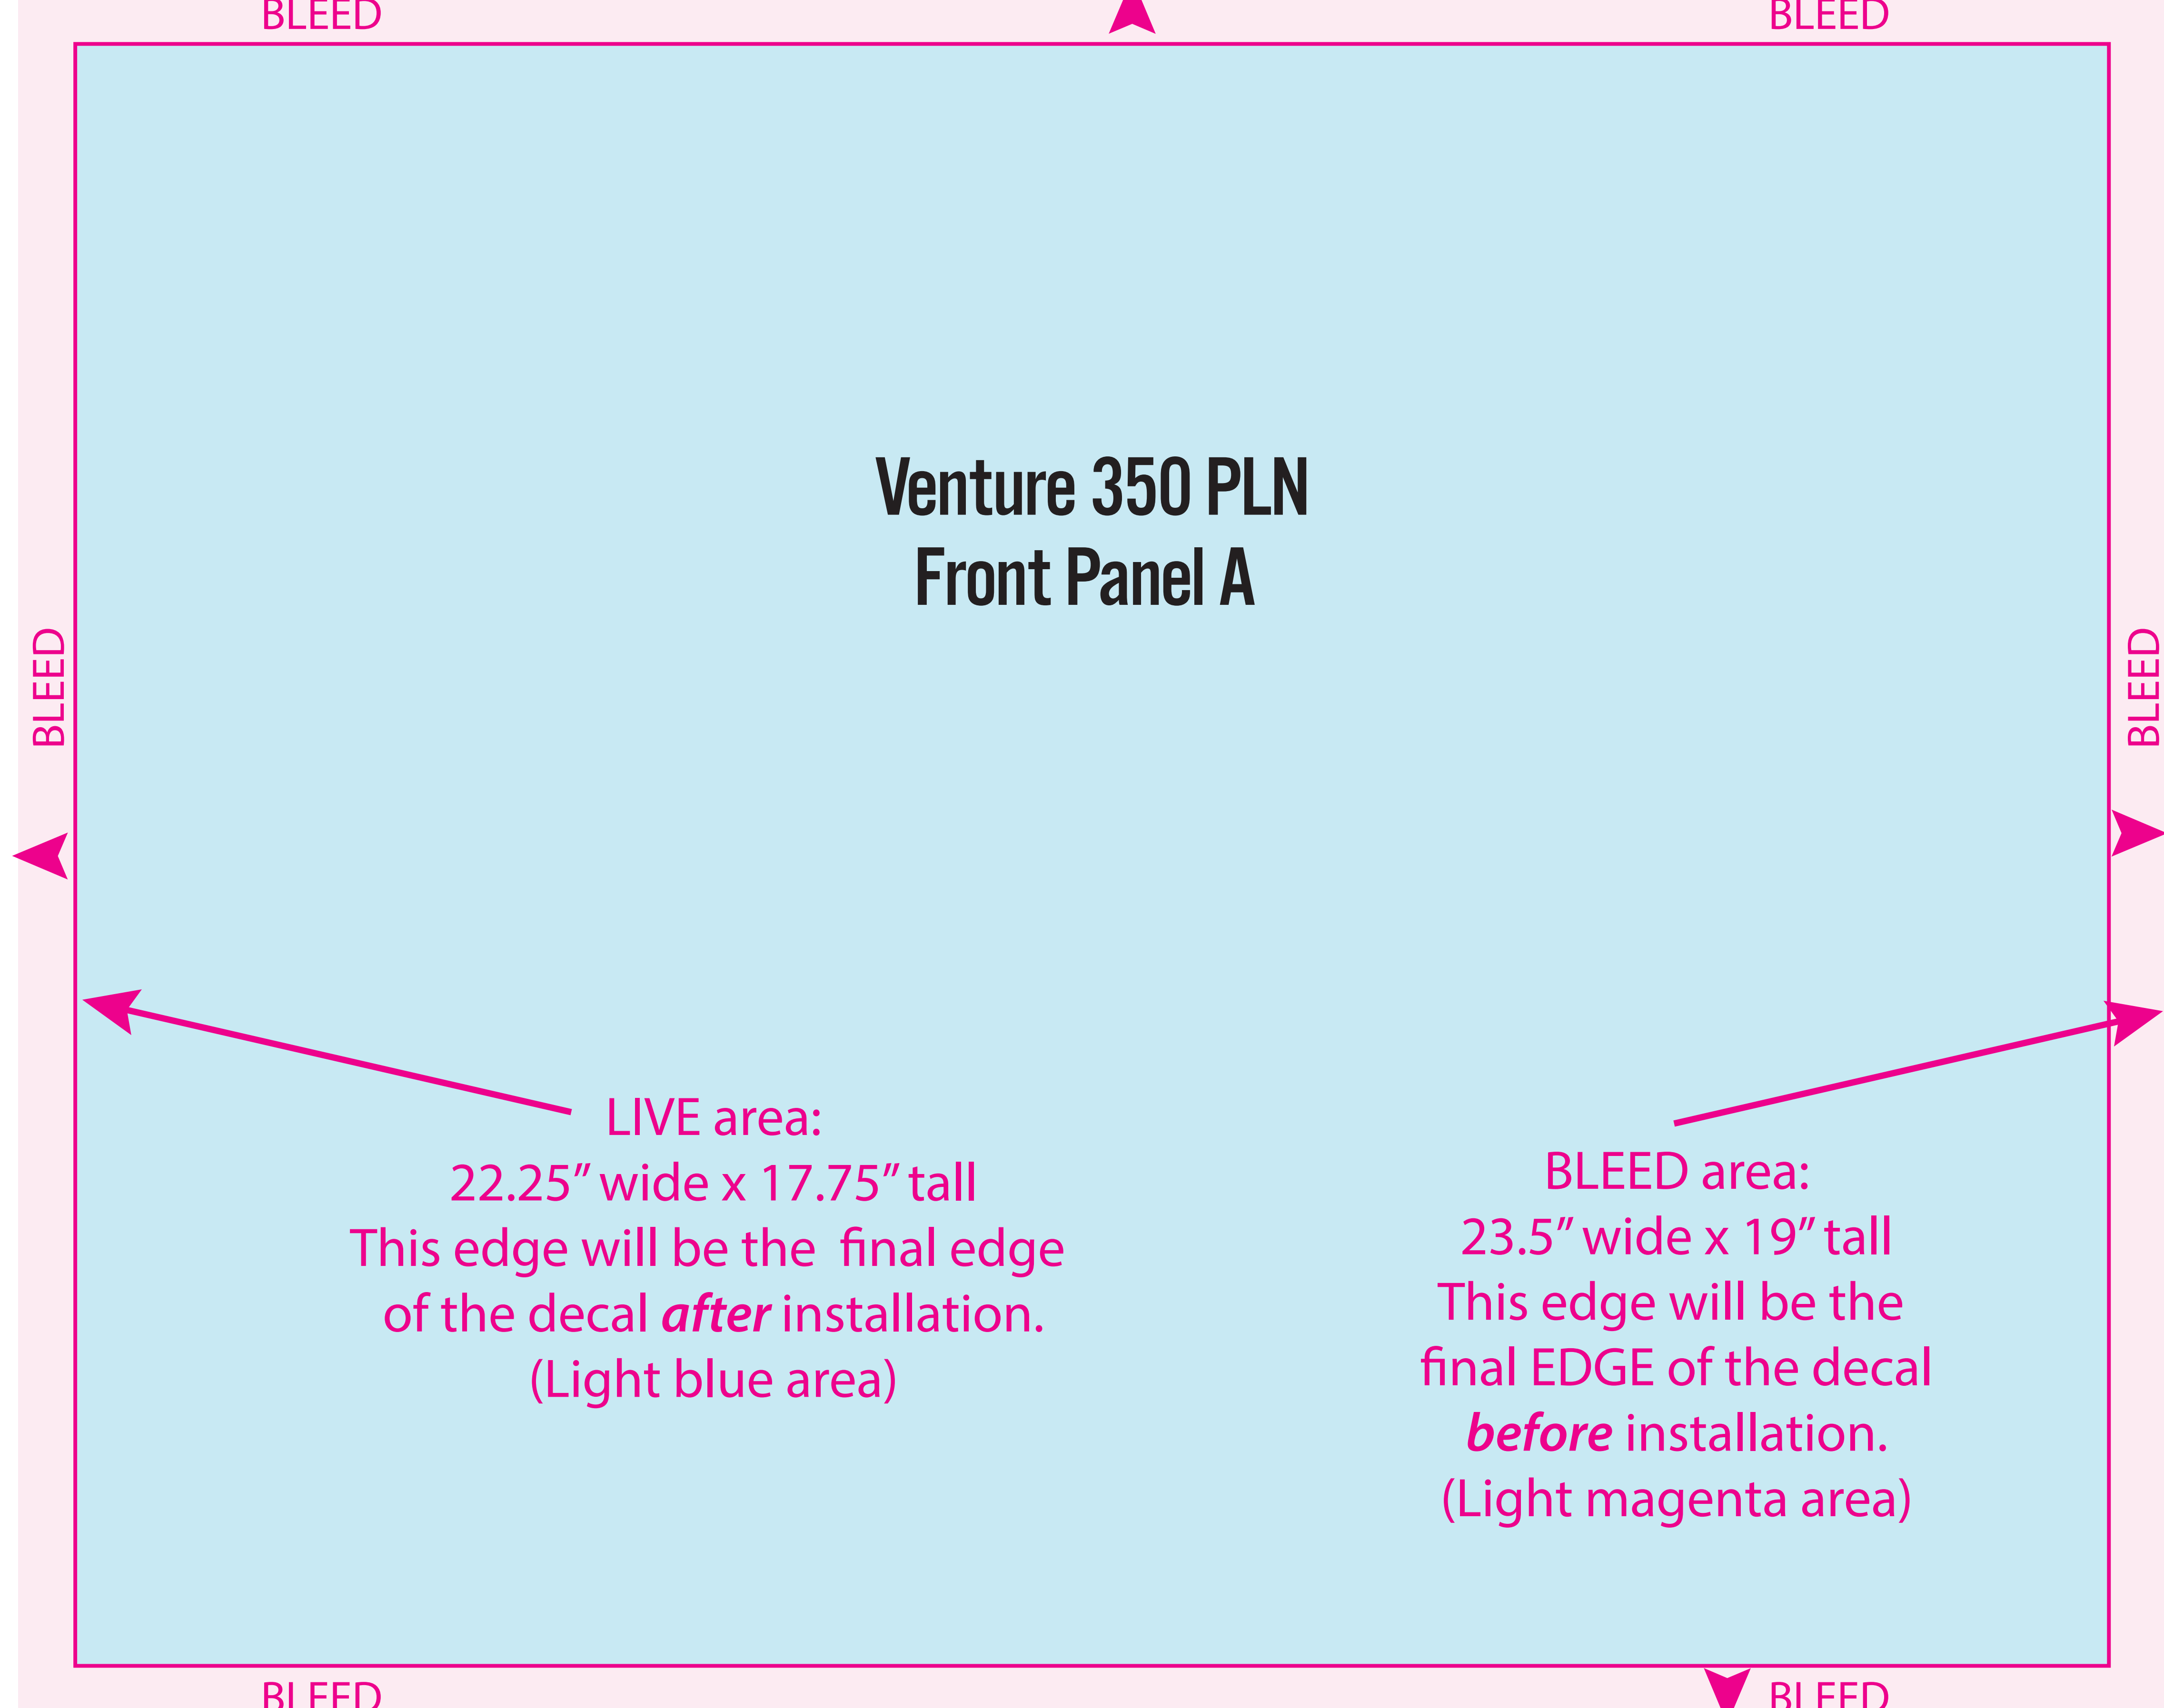 BLEED
BLEED
Venture 350 PLN
Front Panel A
BLEED
BLEED
LIVE area:
22.25” wide x 17.75” tall
This edge will be the  final edge
of the decal after installation.
(Light blue area)
BLEED area:
23.5” wide x 19” tall
This edge will be the
final EDGE of the decal
before installation.
(Light magenta area)
BLEED
BLEED